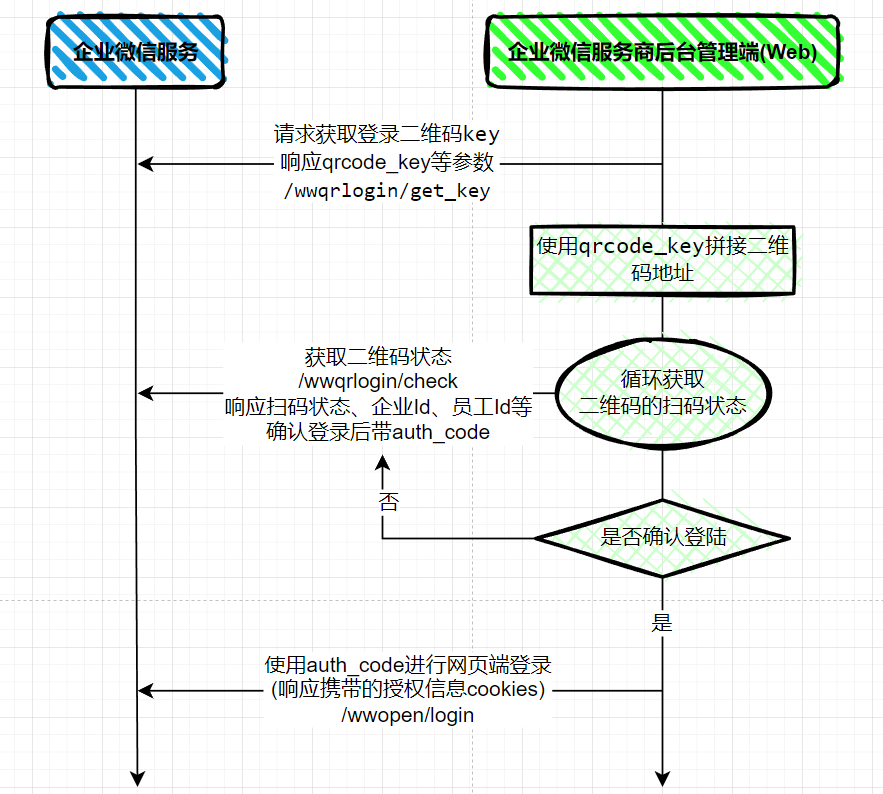 企业微信服务
企业微信服务商后台管理端(Web)
请求获取登录二维码key
响应qrcode_key等参数
/wwqrlogin/get_key
使用qrcode_key拼接二维
码地址
获取二维码状态
/wwqrlogin/check
响应扫码状态、企业Id、员工Id等
确认登录后带auth_code
循环获取
二维码的扫码状态
否
是否确认登陆
是
使用auth_code进行网页端登录
(响应携带的授权信息cookies)
/wwopen/login